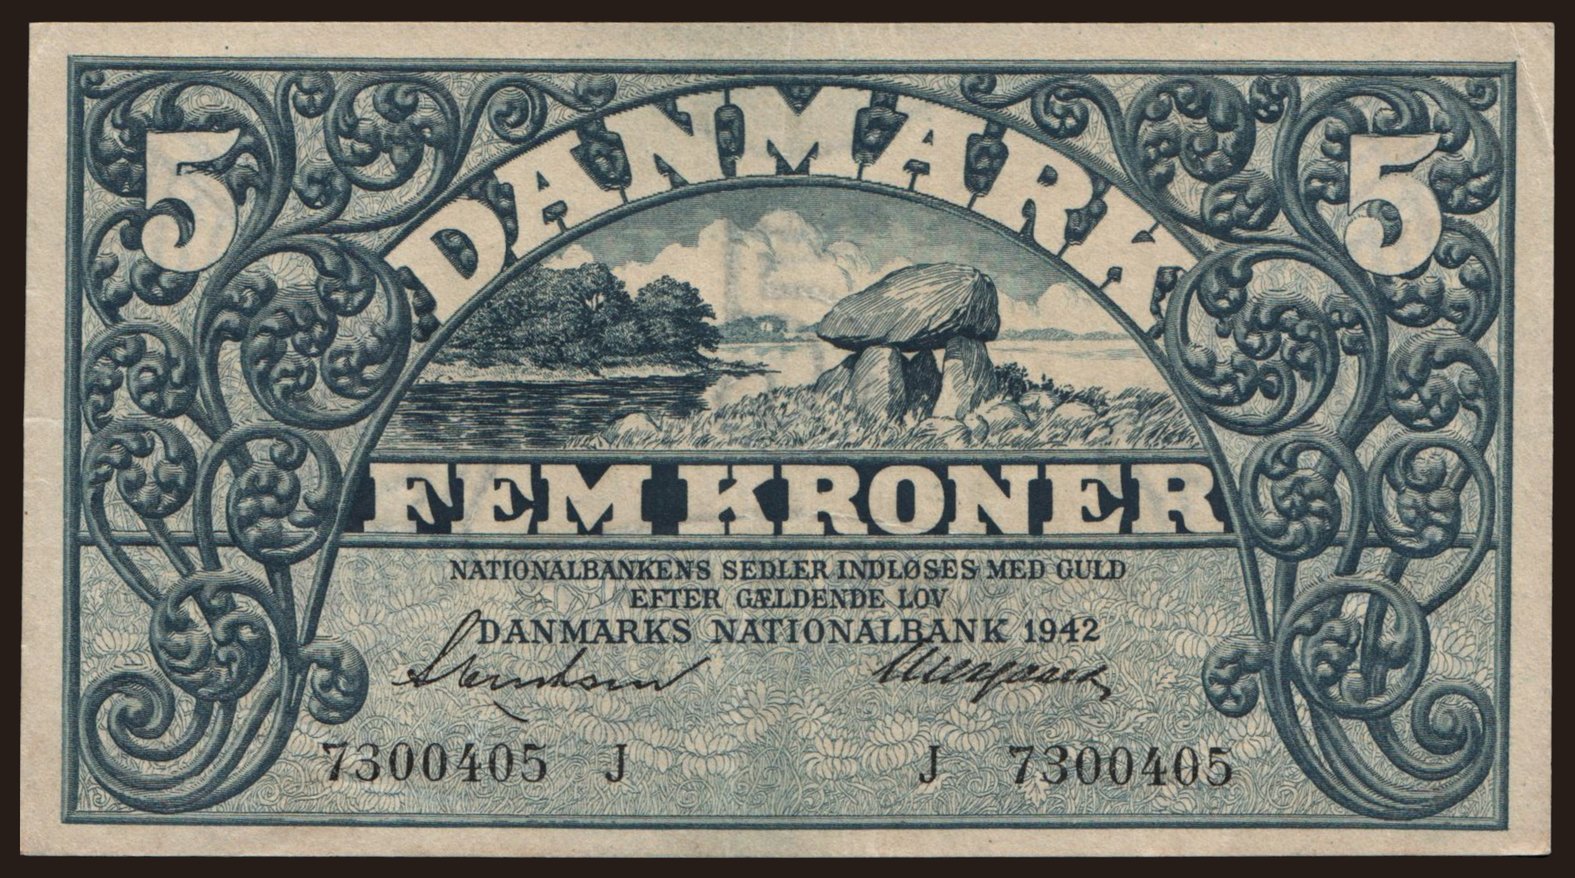 5 DANMARK 5
FEM KRONER
NATIONALBANKENS SEDLER INDLØSES MED GULD
EFTER GÆLDENDE LOV
DANMARKS NATIONALBANK 1942
7300405 J J 7300405